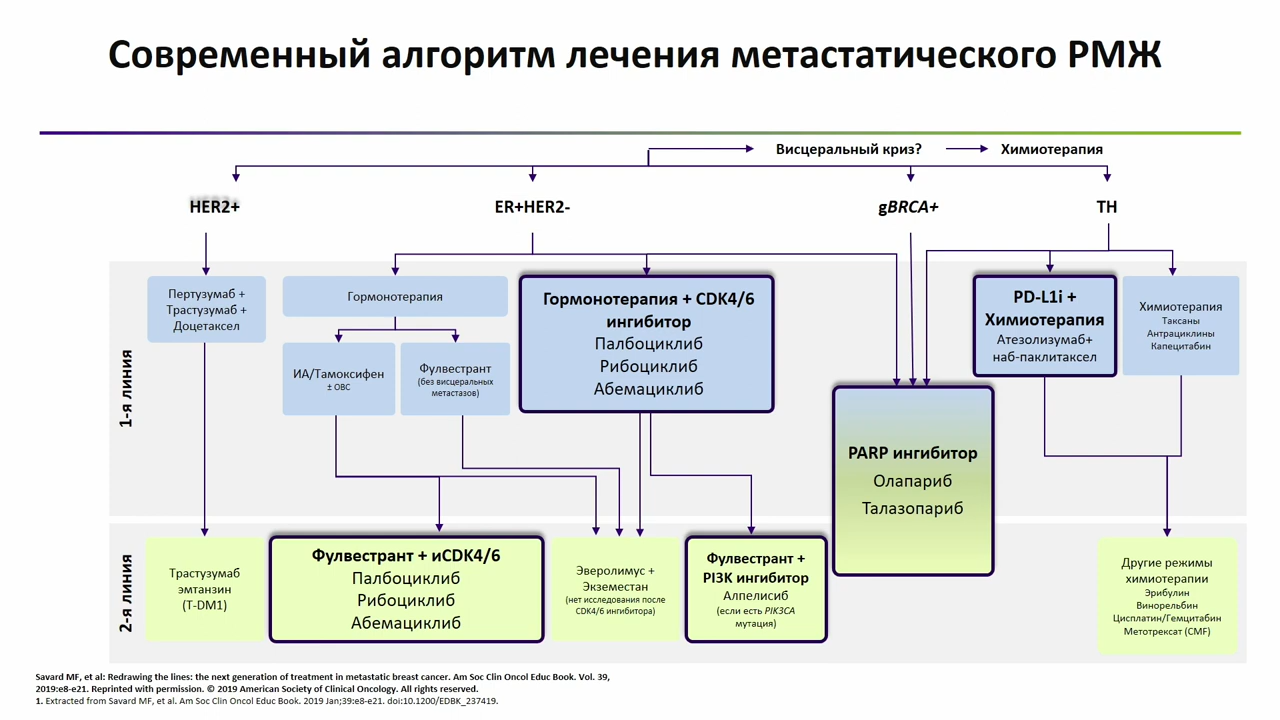 Современный алгоритм лечения метастатического РМЖ
Висцеральный криз?
Химиотерапия
HER2+
ER+HER2-
gBRCA+
ТН
1-я линия
Пертузумаб +
Трастузумаб +
Доцетаксел
Гормонотерапия
ИА/Тамоксифен
± ОВС
Фулвестрант
(без висцеральных
метастазов)
Гормонотерапия + CDK4/6
ингибитор
Палбоциклиб
Рибоциклиб
Абемациклиб
PARP ингибитор
Олапариб
Талазопариб
PD-L1i +
Химиотерапия
Атезолизумаб+
наб-паклитаксел
Химиотерапия
Таксаны
Антрациклины
Капецитабин
2-я линия
Трастузумаб
эмтанзин
(T-DM1)
Фулвестрант + иCDK4/6
Палбоциклиб
Рибоциклиб
Абемациклиб
Эверолимус +
Экземестан
(нет исследования после
CDK4/6 ингибитора)
Фулвестрант +
PI3K ингибитор
Алпелисиб
(если есть PIK3CA
мутация)
Другие режимы
химиотерапии
Эрибулин
Винорельбин
Цисплатин/Гемцитабин
Метотрексат (CMF)
Savard MF, et al: Redrawing the lines: the next generation of treatment in metastatic breast cancer. Am Soc Clin Oncol Educ Book. Vol. 39,
2019:e8-e21. Reprinted with permission. © 2019 American Society of Clinical Oncology. All rights reserved.
1. Extracted from Savard MF, et al. Am Soc Clin Oncol Educ Book. 2019 Jan;39:e8-e21. doi:10.1200/EDBK_237419.